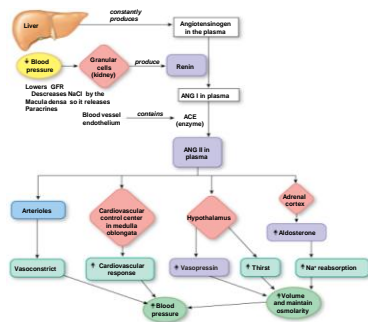 Liver
constantly
produces
Angiotensinogen
in the plasma
Blood
pressure
Granular
cells
(kidney)
produce
Renin
Lowers GFR
Descreases NaCl by the
Macula densa so it releases
Paracrines
ANG I in plasma
Blood vessel
endothelium
contains
ACE
(enzyme)
ANG II in
plasma
Arterioles
Cardiovascular
control center
in medulla
oblongata
Hypothalamus
Adrenal
cortex
Aldosterone
Vasoconstrict
Cardiovascular
response
Vasopressin
Thirst
Na⁺ reabsorption
Blood
pressure
Volume
and maintain
osmolarity